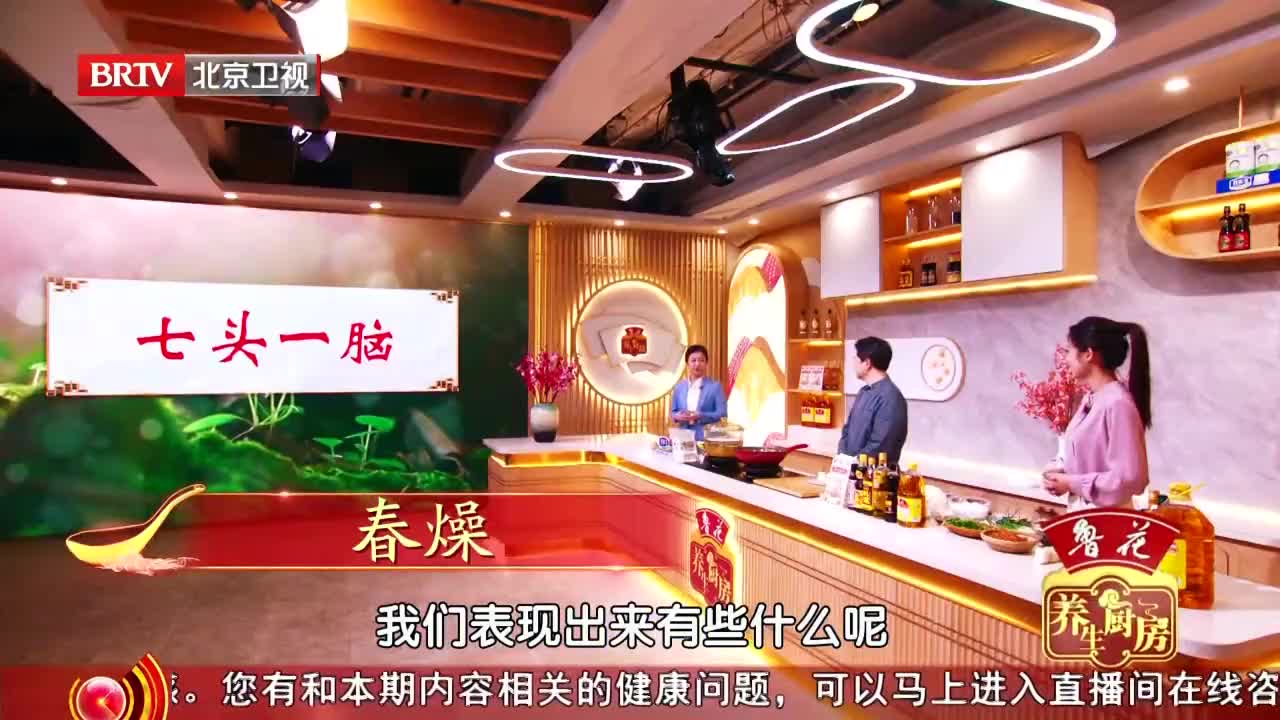 BRTV 北京卫视
七头一脑
春燥
鲁花
养生厨房
鲁花
养生厨房
我们表现出来有些什么呢
。您有和本期内容相关的健康问题，可以马上进入直播间在线咨